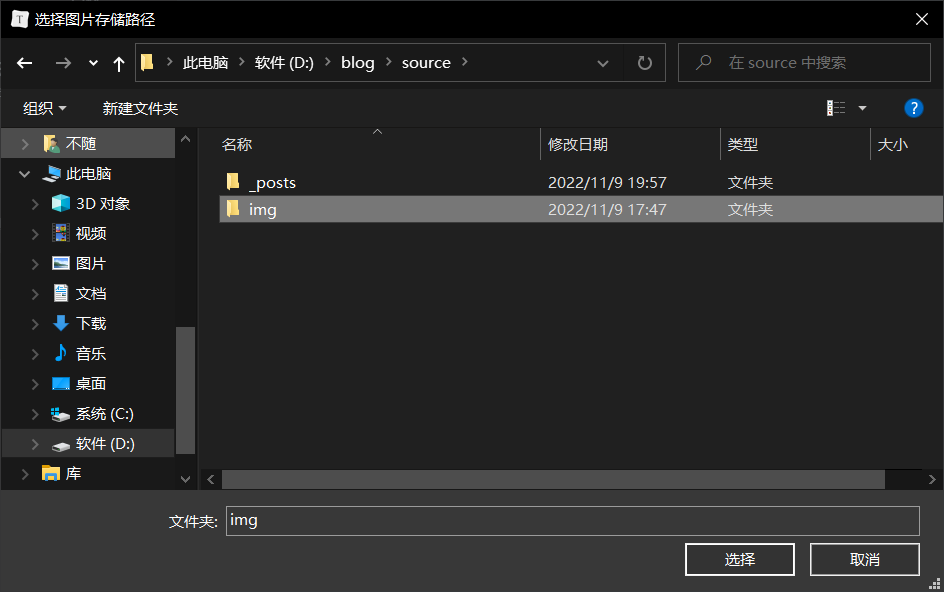 T 选择图片存储路径
此电脑 软件 (D:) blog source 在 source 中搜索
组织 新建文件夹 ?
不随
此电脑
3D 对象
视频
图片
文档
下载
音乐
桌面
系统 (C:)
软件 (D:)
库
名称 修改日期 类型 大小
_posts 2022/11/9 19:57 文件夹
img 2022/11/9 17:47 文件夹
文件夹: img
选择 取消